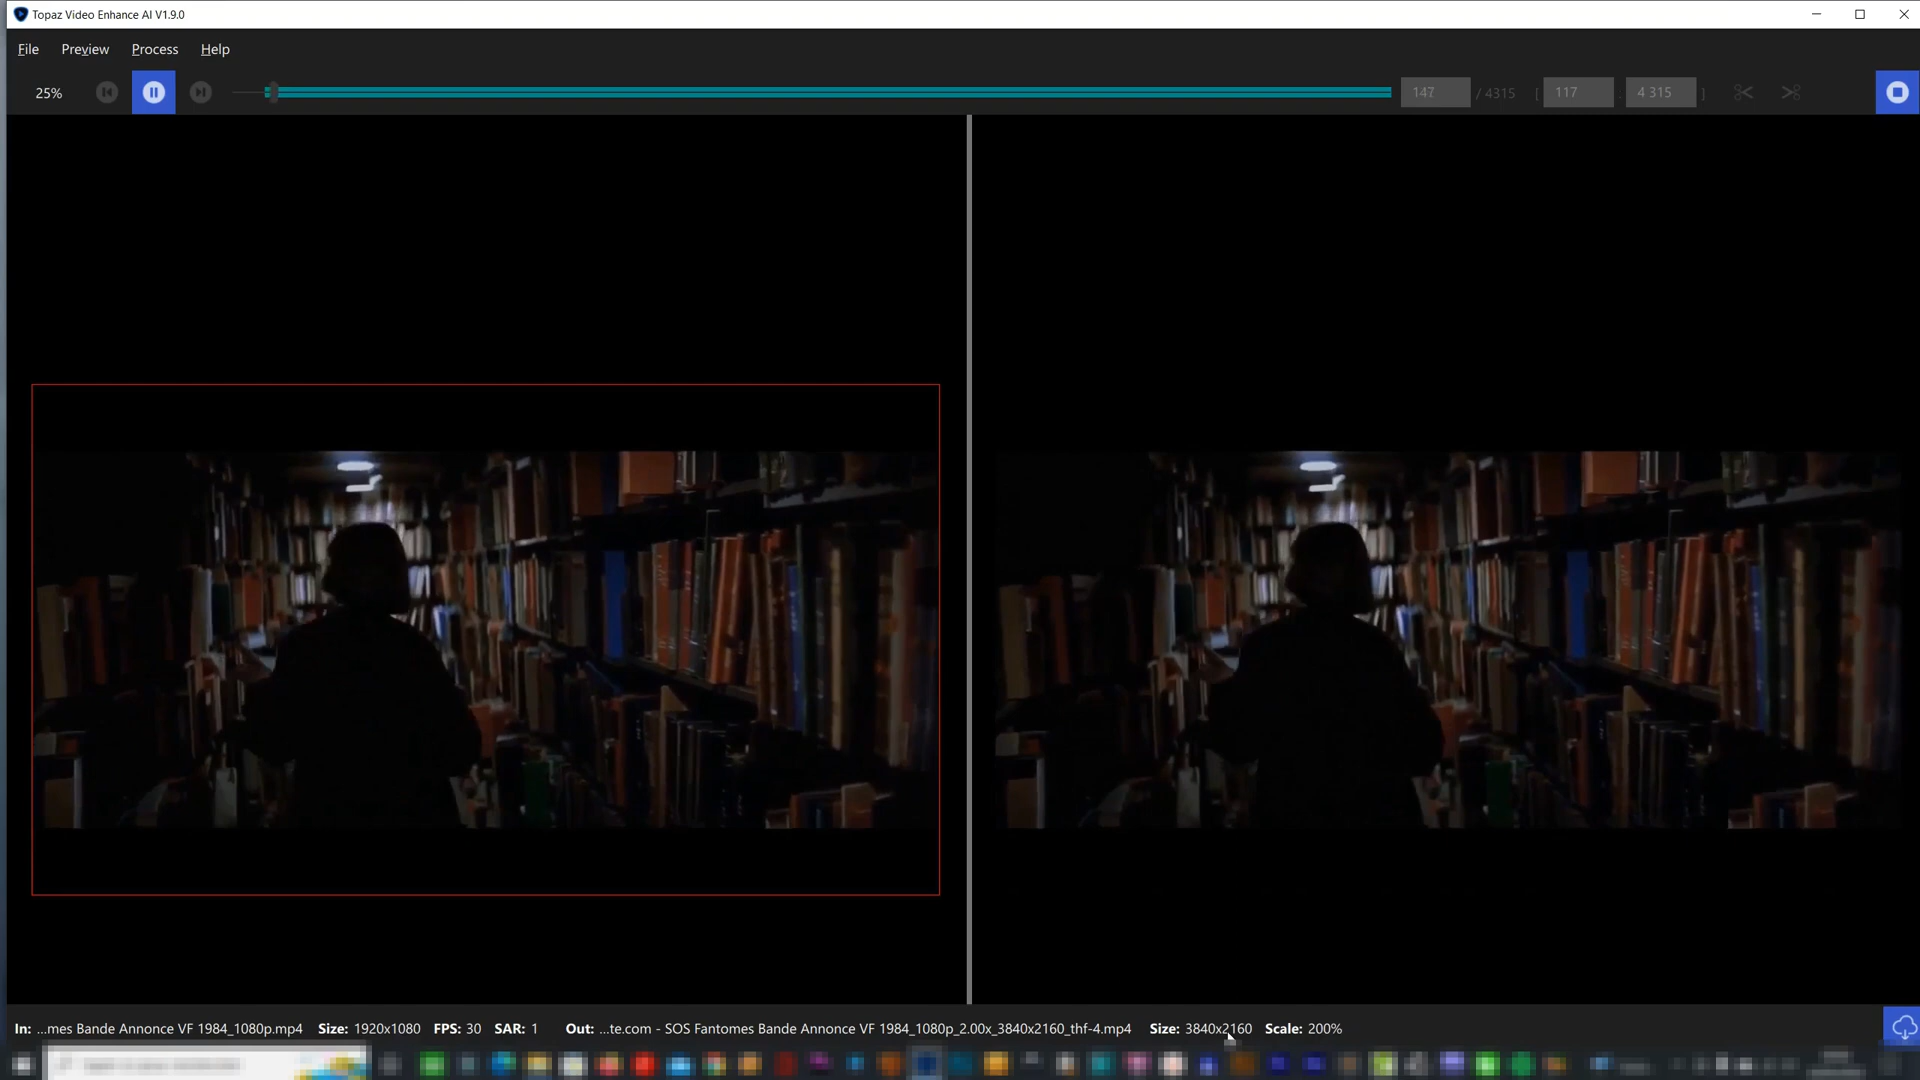 Topaz Video Enhance AI V1.9.0
File Preview Process Help
25% 147 / 4315 [ 117 . 4 315 ]
In: ...mes Bande Annonce VF 1984_1080p.mp4 Size: 1920x1080 FPS: 30 SAR: 1 Out: ...te.com - SOS Fantomes Bande Annonce VF 1984_1080p_2.00x_3840x2160_thf-4.mp4 Size: 3840x2160 Scale: 200%